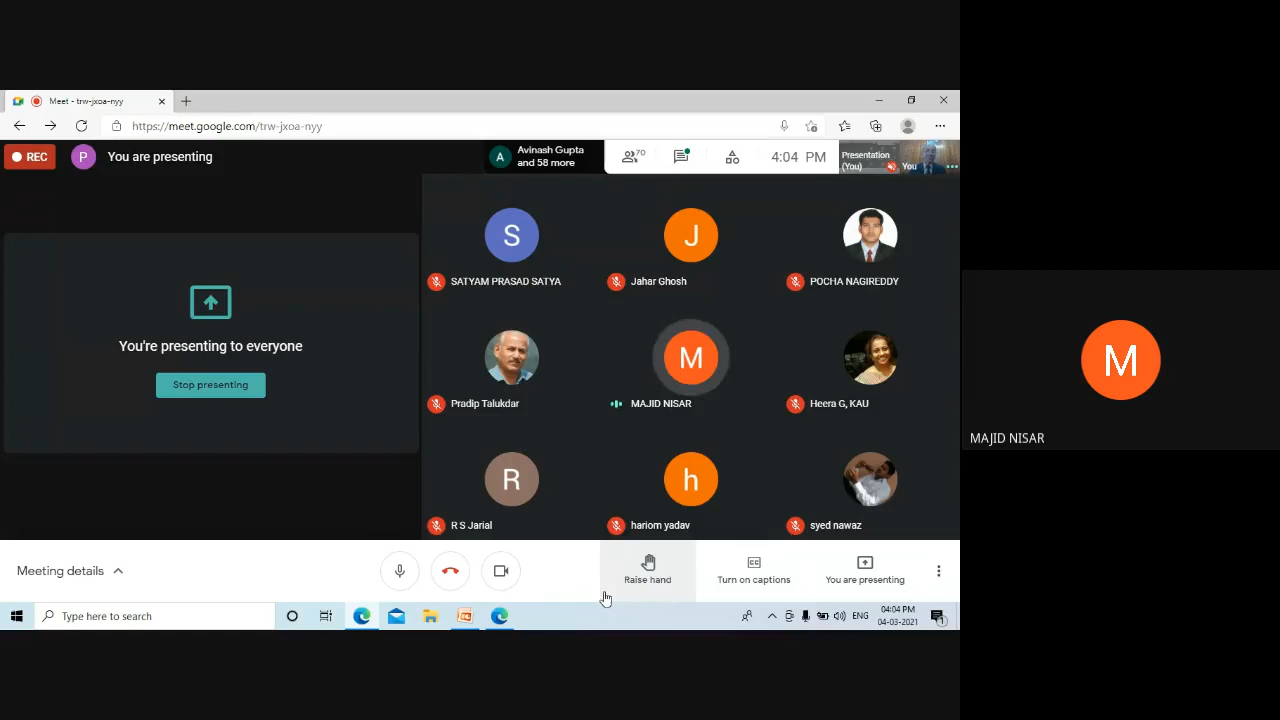 Meet - trw-jxoa-nyy
https://meet.google.com/trw-jxoa-nyy
REC
P
You are presenting
A
Avinash Gupta
and 58 more
70
4:04 PM
Presentation
(You)
You
S
SATYAM PRASAD SATYA
J
Jahar Ghosh
POCHA NAGIREDDY
You're presenting to everyone
Stop presenting
Pradip Talukdar
M
MAJID NISAR
Heera G, KAU
R
R S Jarial
h
hariom yadav
syed nawaz
M
MAJID NISAR
Meeting details
Raise hand
CC
Turn on captions
You are presenting
Type here to search
ENG
04:04 PM
04-03-2021
1